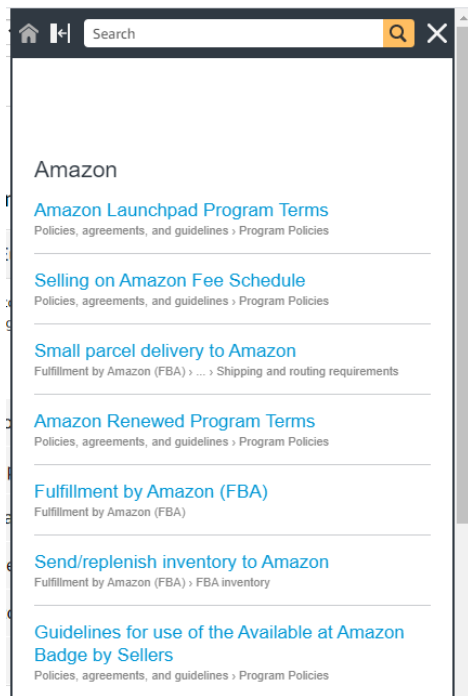 Search
Amazon
Amazon Launchpad Program Terms
Policies, agreements, and guidelines › Program Policies
Selling on Amazon Fee Schedule
Policies, agreements, and guidelines › Program Policies
Small parcel delivery to Amazon
Fulfillment by Amazon (FBA) › ... › Shipping and routing requirements
Amazon Renewed Program Terms
Policies, agreements, and guidelines › Program Policies
Fulfillment by Amazon (FBA)
Fulfillment by Amazon (FBA)
Send/replenish inventory to Amazon
Fulfillment by Amazon (FBA) › FBA inventory
Guidelines for use of the Available at Amazon
Badge by Sellers
Policies, agreements, and guidelines › Program Policies